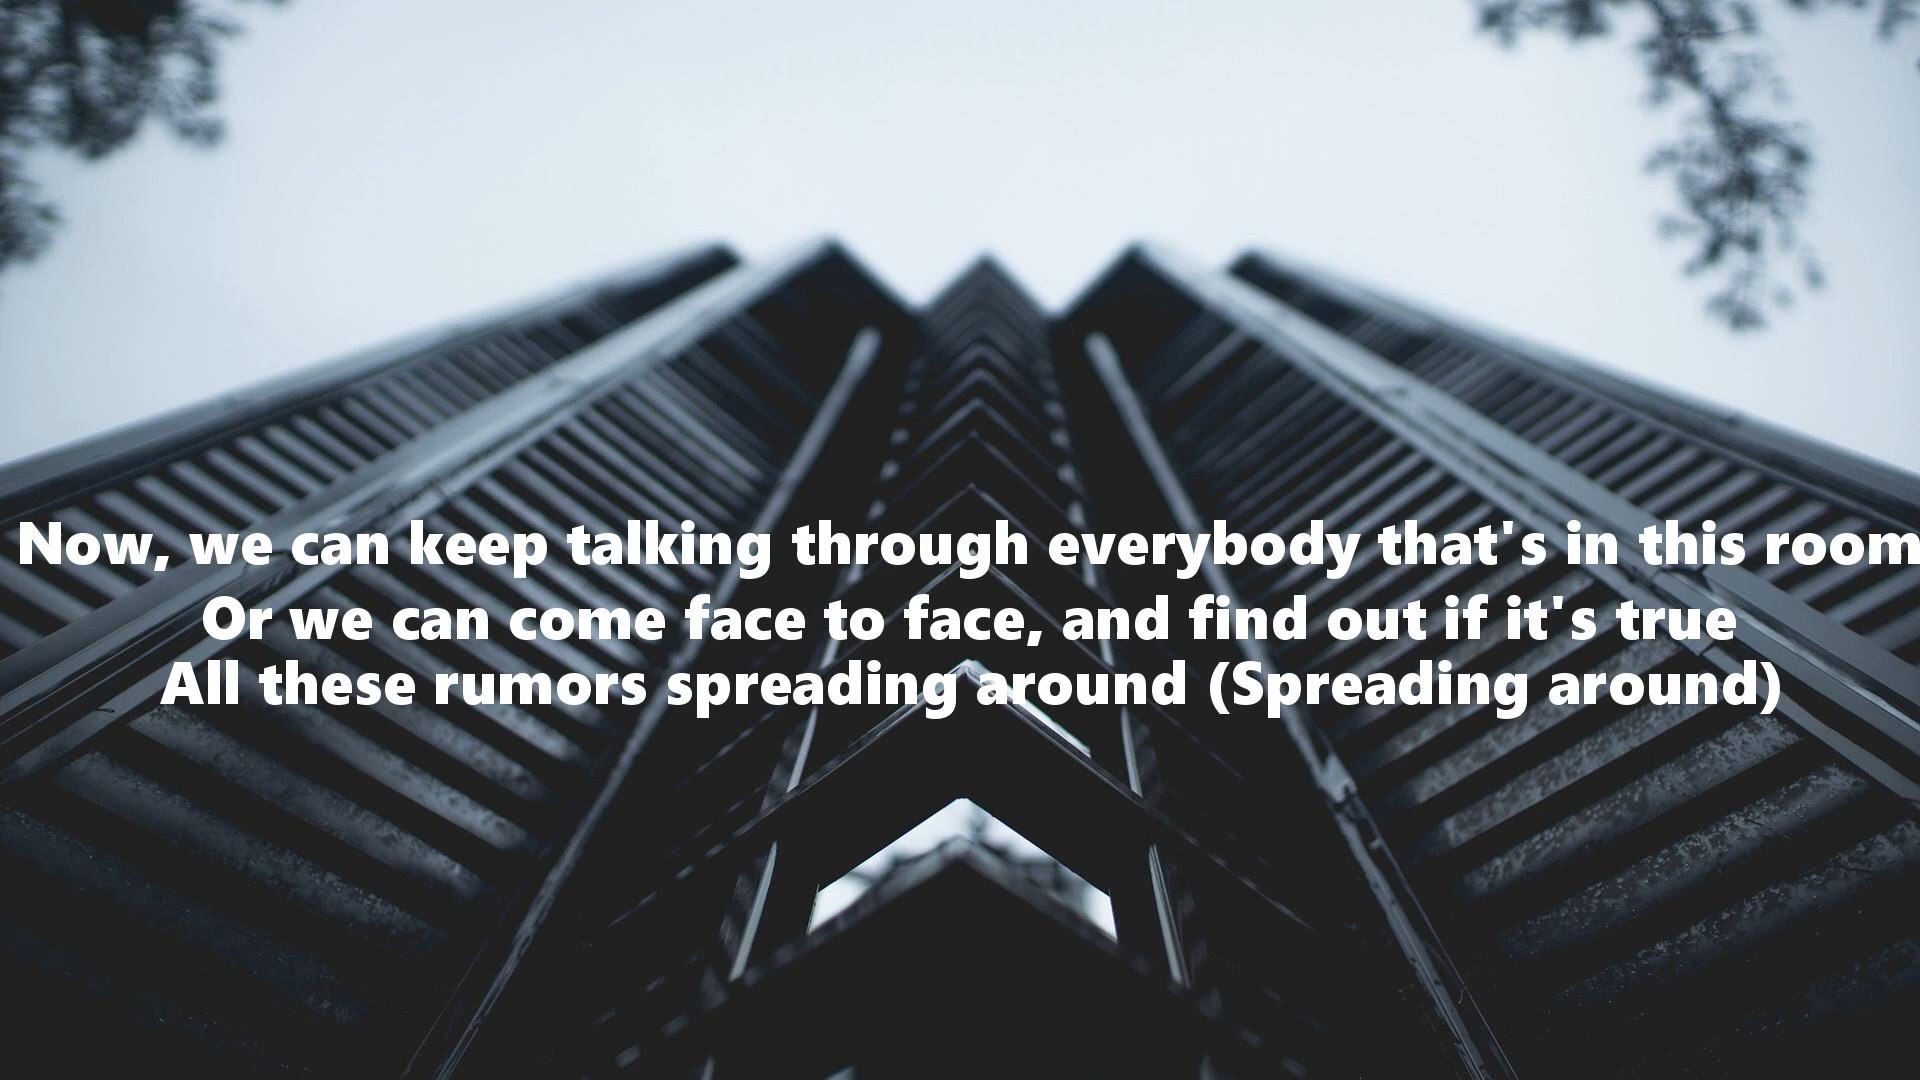 Now, we can keep talking through everybody that's in this room
Or we can come face to face, and find out if it's true
All these rumors spreading around (Spreading around)